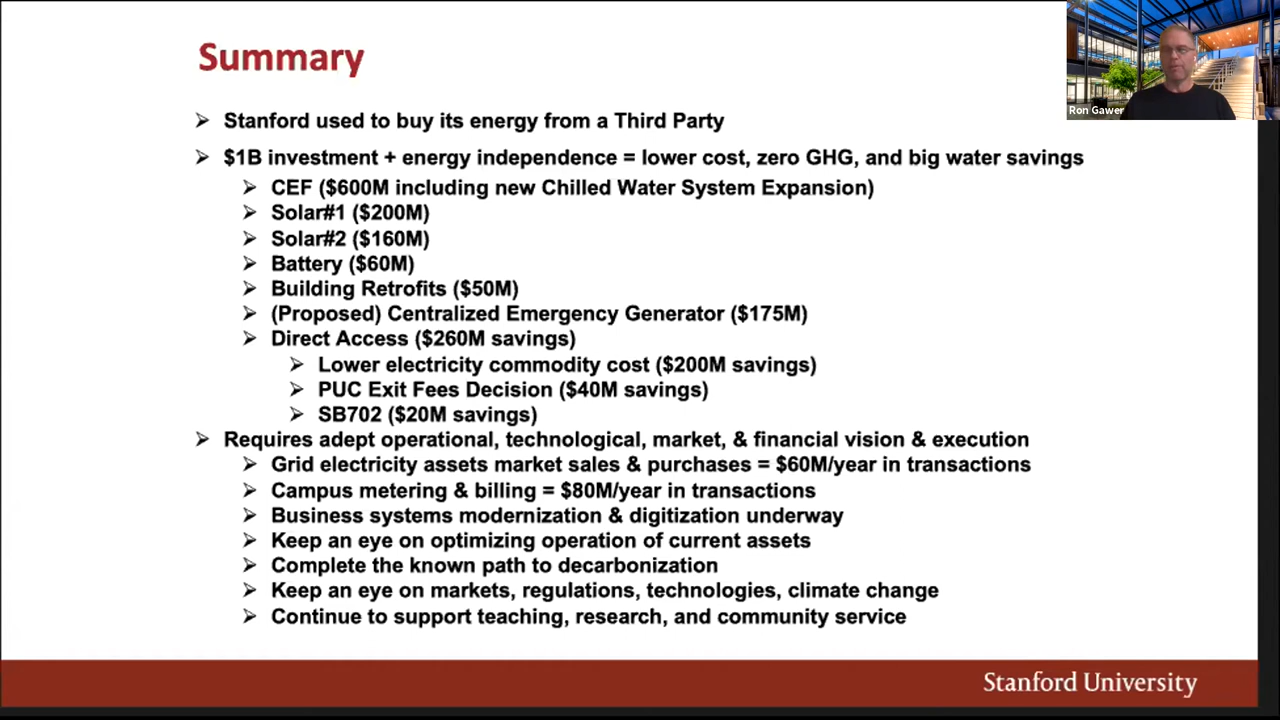 Summary
Ron Gawer
➢ Stanford used to buy its energy from a Third Party
➢ $1B investment + energy independence = lower cost, zero GHG, and big water savings
➢ CEF ($600M including new Chilled Water System Expansion)
➢ Solar#1 ($200M)
➢ Solar#2 ($160M)
➢ Battery ($60M)
➢ Building Retrofits ($50M)
➢ (Proposed) Centralized Emergency Generator ($175M)
➢ Direct Access ($260M savings)
➢ Lower electricity commodity cost ($200M savings)
➢ PUC Exit Fees Decision ($40M savings)
➢ SB702 ($20M savings)
➢ Requires adept operational, technological, market, & financial vision & execution
➢ Grid electricity assets market sales & purchases = $60M/year in transactions
➢ Campus metering & billing = $80M/year in transactions
➢ Business systems modernization & digitization underway
➢ Keep an eye on optimizing operation of current assets
➢ Complete the known path to decarbonization
➢ Keep an eye on markets, regulations, technologies, climate change
➢ Continue to support teaching, research, and community service
Stanford University